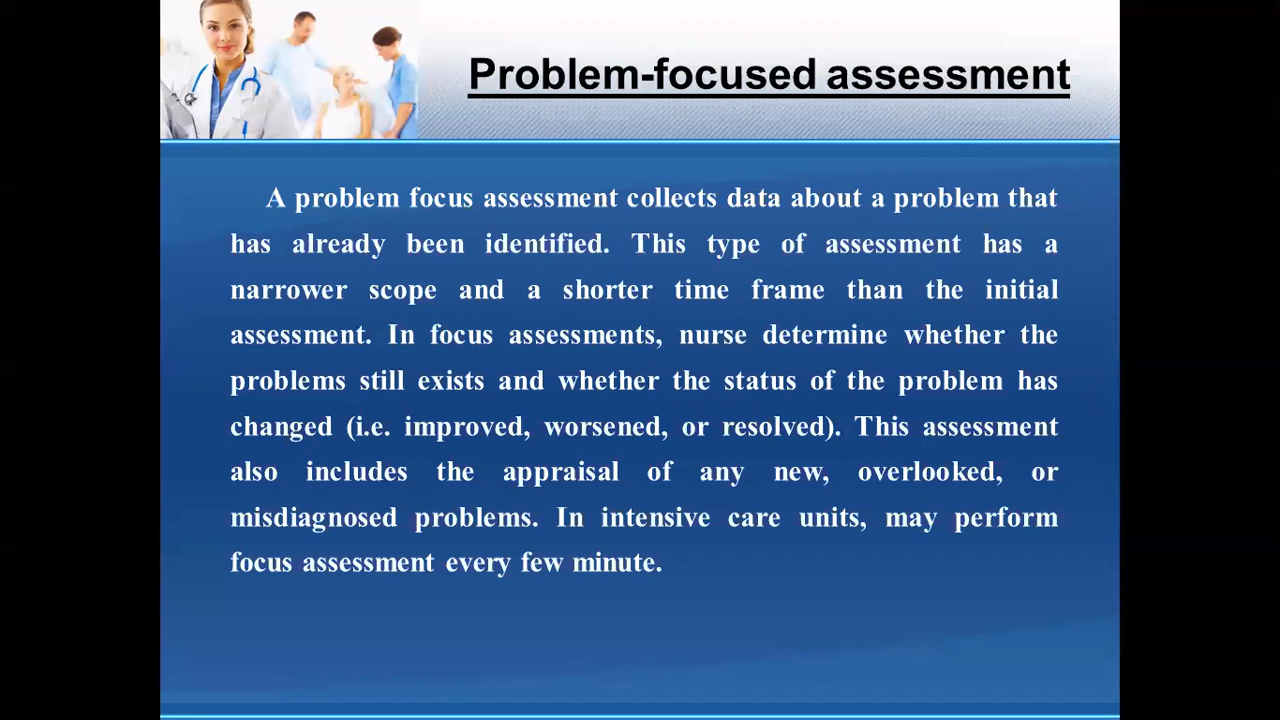 Problem-focused assessment
A problem focus assessment collects data about a problem that
has already been identified. This type of assessment has a
narrower scope and a shorter time frame than the initial
assessment. In focus assessments, nurse determine whether the
problems still exists and whether the status of the problem has
changed (i.e. improved, worsened, or resolved). This assessment
also includes the appraisal of any new, overlooked, or
misdiagnosed problems. In intensive care units, may perform
focus assessment every few minute.